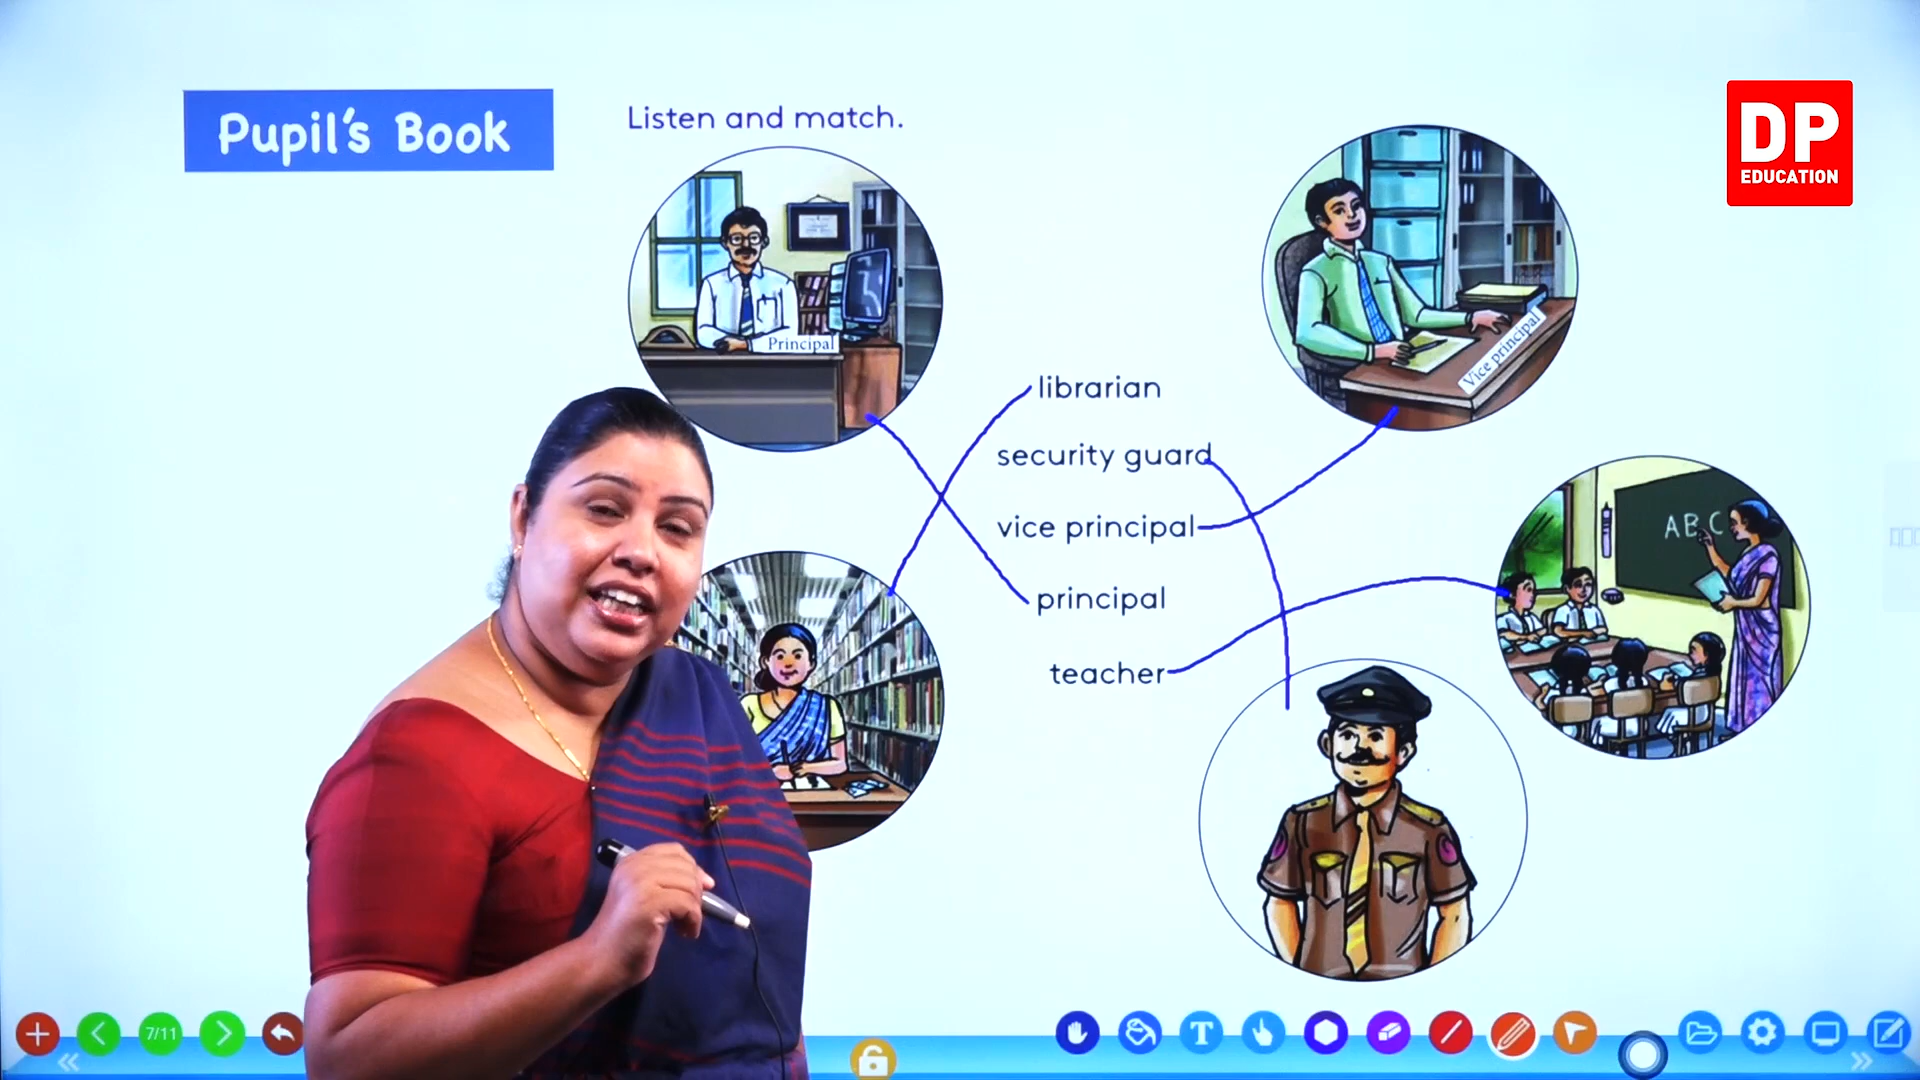 Pupil's Book
Listen and match.
DP
EDUCATION
Principal
Vice principal
librarian
security guard
vice principal
principal
teacher
A B C
7/11
T